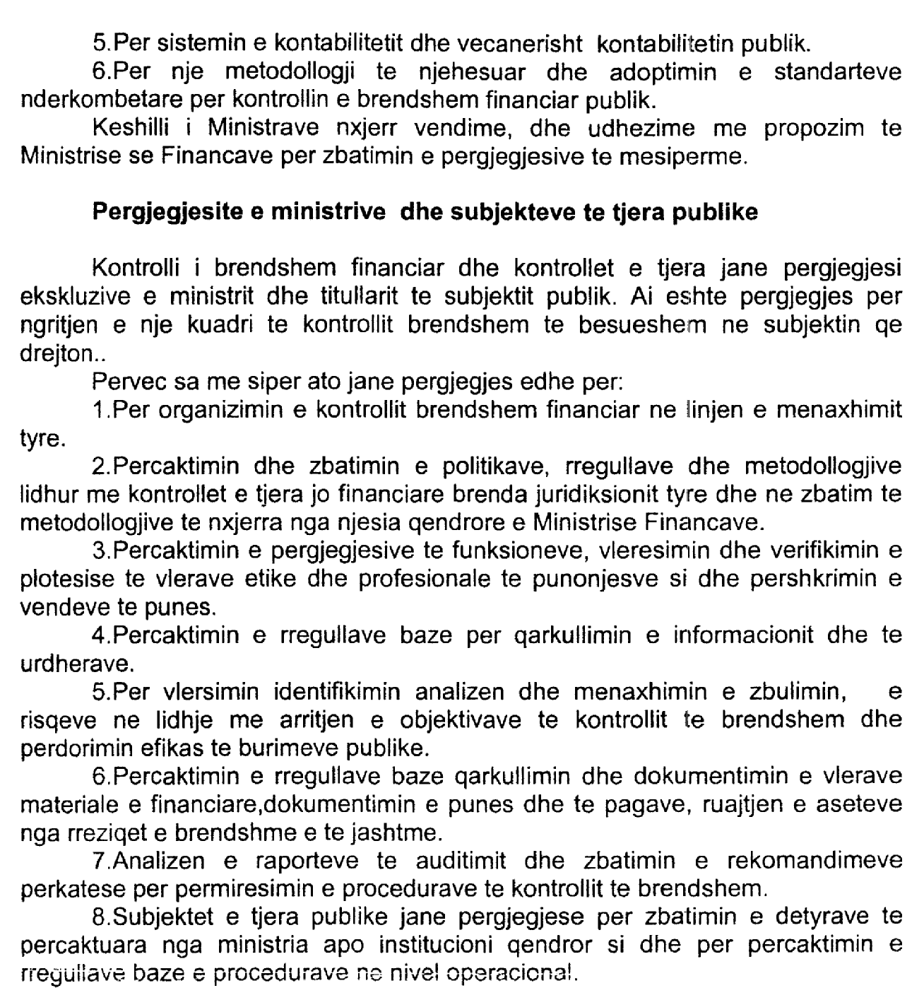 5.Per sistemin e kontabilitetit dhe vecanerisht kontabilitetin publik.
6.Per nje metodollogji te njehesuar dhe adoptimin e standarteve
nderkombetare per kontrollin e brendshem financiar publik.
Keshilli i Ministrave nxjerr vendime, dhe udhezime me propozim te
Ministrise se Financave per zbatimin e pergjegjesive te mesiperme.
Pergjegjesite e ministrive dhe subjekteve te tjera publike
Kontrolli i brendshem financiar dhe kontrollet e tjera jane pergjegjesi
ekskluzive e ministrit dhe titullarit te subjektit publik. Ai eshte pergjegjes per
ngritjen e nje kuadri te kontrollit brendshem te besueshem ne subjektin qe
drejton..
Pervec sa me siper ato jane pergjegjes edhe per:
1.Per organizimin e kontrollit brendshem financiar ne linjen e menaxhimit
tyre.
2.Percaktimin dhe zbatimin e politikave, rregullave dhe metodollogjive
lidhur me kontrollet e tjera jo financiare brenda juridiksionit tyre dhe ne zbatim te
metodollogjive te nxjerra nga njesia qendrore e Ministrise Financave.
3.Percaktimin e pergjegjesive te funksioneve, vleresimin dhe verifikimin e
plotesise te vlerave etike dhe profesionale te punonjesve si dhe pershkrimin e
vendeve te punes.
4.Percaktimin e rregullave baze per qarkullimin e informacionit dhe te
urdherave.
5.Per vlersimin identifikimin analizen dhe menaxhimin e zbulimin, e
risqeve ne lidhje me arritjen e objektivave te kontrollit te brendshem dhe
perdorimin efikas te burimeve publike.
6.Percaktimin e rregullave baze qarkullimin dhe dokumentimin e vlerave
materiale e financiare,dokumentimin e punes dhe te pagave, ruajtjen e aseteve
nga rreziqet e brendshme e te jashtme.
7.Analizen e raporteve te auditimit dhe zbatimin e rekomandimeve
perkatese per permiresimin e procedurave te kontrollit te brendshem.
8.Subjektet e tjera publike jane pergjegjese per zbatimin e detyrave te
percaktuara nga ministria apo institucioni qendror si dhe per percaktimin e
rregullave baze e procedurave ne nivel operacional.